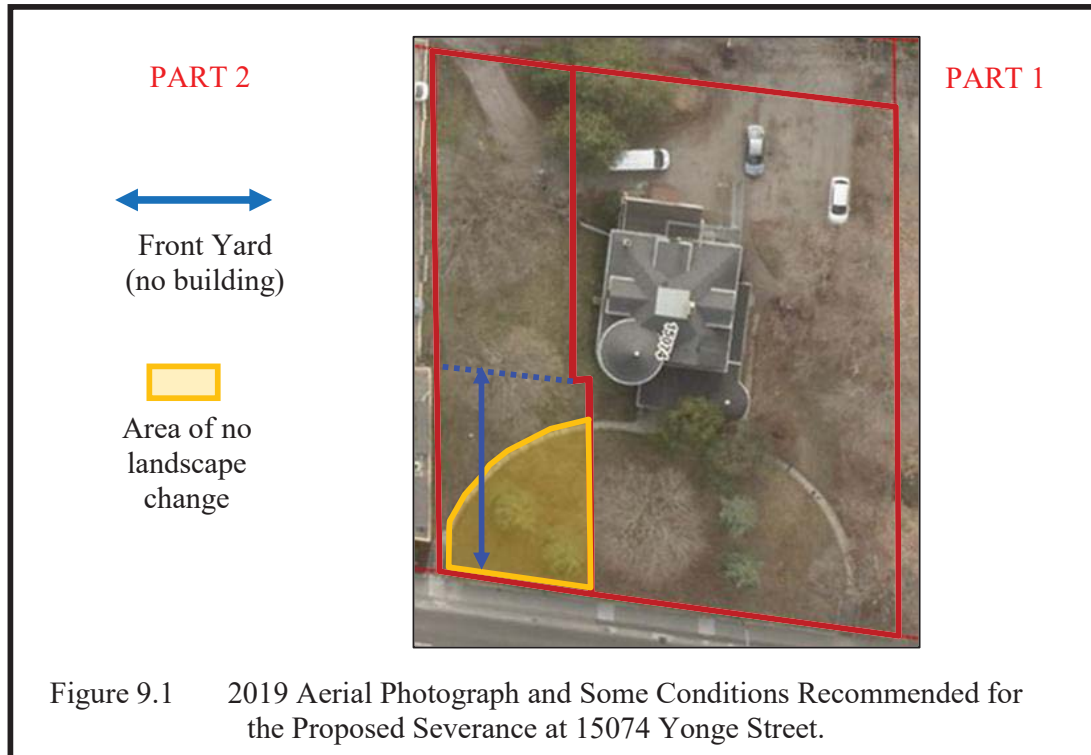 PART 2
PART 1
Front Yard
(no building)
Area of no
landscape
change
15074
Figure 9.1 2019 Aerial Photograph and Some Conditions Recommended for
the Proposed Severance at 15074 Yonge Street.